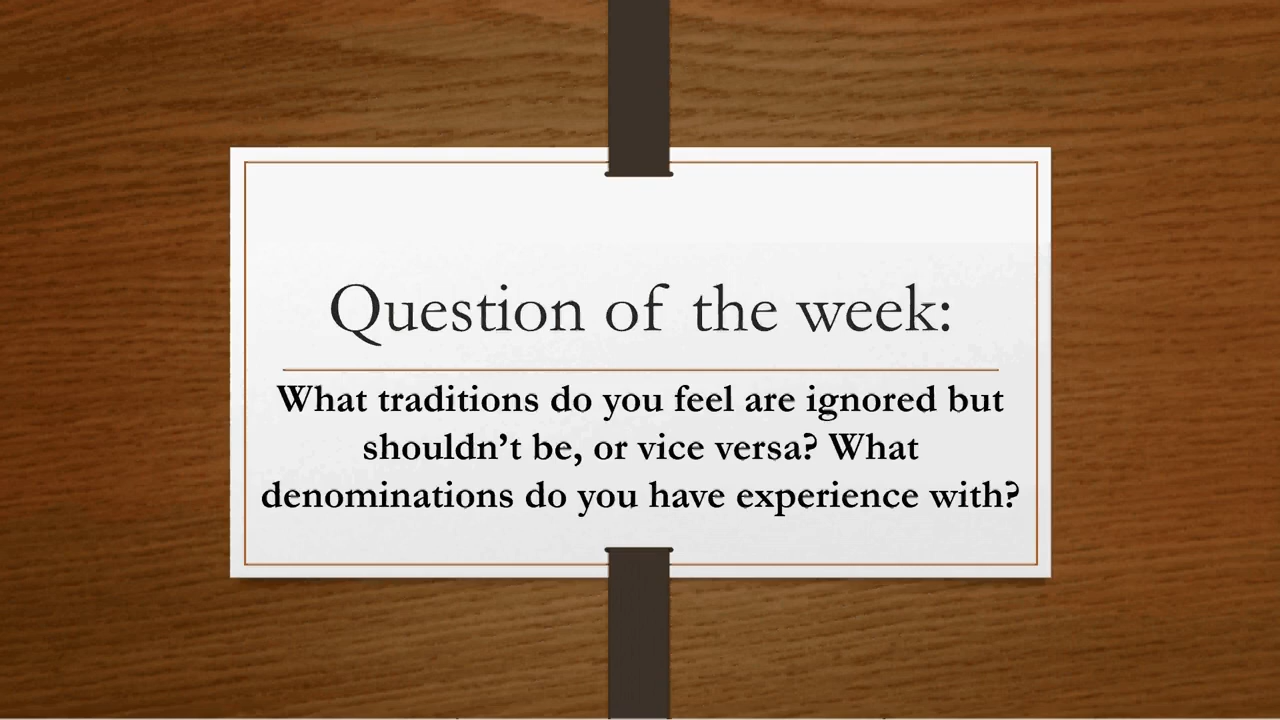 Question of the week:
What traditions do you feel are ignored but
shouldn’t be, or vice versa? What
denominations do you have experience with?